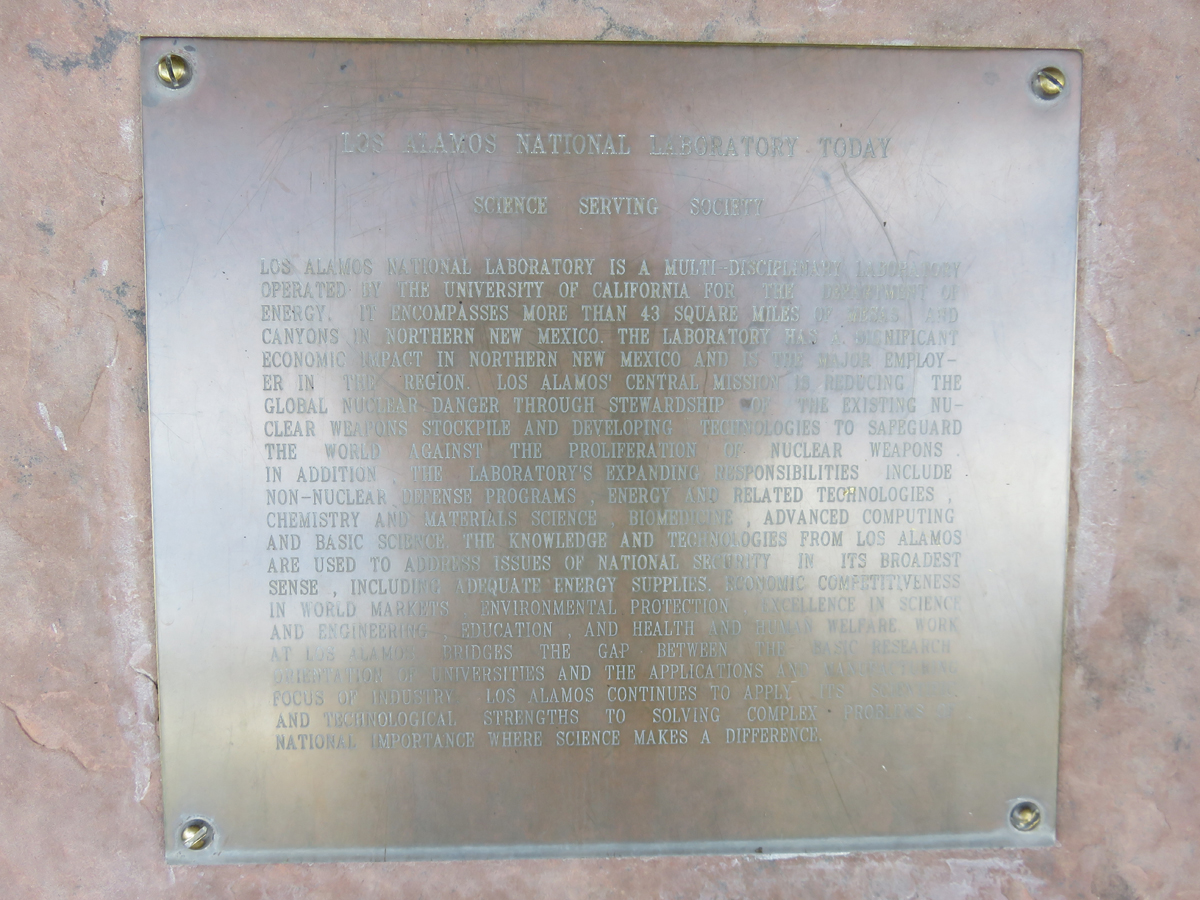 LOS ALAMOS NATIONAL LABORATORY TODAY
SCIENCE SERVING SOCIETY
LOS ALAMOS NATIONAL LABORATORY IS A MULTI-DISCIPLINARY LABORATORY
OPERATED BY THE UNIVERSITY OF CALIFORNIA FOR THE DEPARTMENT OF
ENERGY. IT ENCOMPASSES MORE THAN 43 SQUARE MILES OF MESAS AND
CANYONS IN NORTHERN NEW MEXICO. THE LABORATORY HAS A SIGNIFICANT
ECONOMIC IMPACT IN NORTHERN NEW MEXICO AND IS THE MAJOR EMPLOY-
ER IN THE REGION. LOS ALAMOS' CENTRAL MISSION IS REDUCING THE
GLOBAL NUCLEAR DANGER THROUGH STEWARDSHIP OF THE EXISTING NU-
CLEAR WEAPONS STOCKPILE AND DEVELOPING TECHNOLOGIES TO SAFEGUARD
THE WORLD AGAINST THE PROLIFERATION OF NUCLEAR WEAPONS.
IN ADDITION THE LABORATORY'S EXPANDING RESPONSIBILITIES INCLUDE
NON-NUCLEAR DEFENSE PROGRAMS , ENERGY AND RELATED TECHNOLOGIES ,
CHEMISTRY AND MATERIALS SCIENCE , BIOMEDICINE , ADVANCED COMPUTING
AND BASIC SCIENCE. THE KNOWLEDGE AND TECHNOLOGIES FROM LOS ALAMOS
ARE USED TO ADDRESS ISSUES OF NATIONAL SECURITY IN ITS BROADEST
SENSE , INCLUDING ADEQUATE ENERGY SUPPLIES, ECONOMIC COMPETITIVENESS
IN WORLD MARKETS , ENVIRONMENTAL PROTECTION , EXCELLENCE IN SCIENCE
AND ENGINEERING , EDUCATION , AND HEALTH AND HUMAN WELFARE. WORK
AT LOS ALAMOS BRIDGES THE GAP BETWEEN THE BASIC RESEARCH
ORIENTATION OF UNIVERSITIES AND THE APPLICATIONS AND MANUFACTURING
FOCUS OF INDUSTRY. LOS ALAMOS CONTINUES TO APPLY ITS SCIENTIFIC
AND TECHNOLOGICAL STRENGTHS TO SOLVING COMPLEX PROBLEMS OF
NATIONAL IMPORTANCE WHERE SCIENCE MAKES A DIFFERENCE.